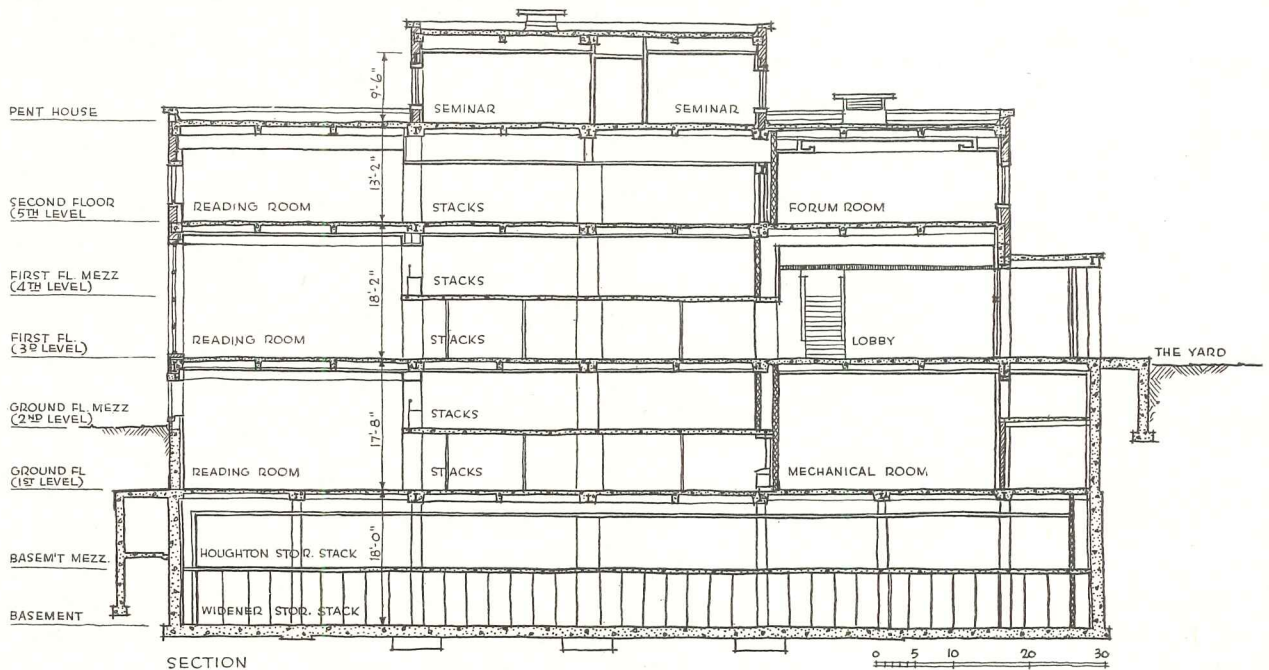 PENT HOUSE
9'-6"
SEMINAR
SEMINAR
SECOND FLOOR
(5TH LEVEL
13'-2"
READING ROOM
STACKS
FORUM ROOM
FIRST FL. MEZZ
(4TH LEVEL)
18'-2"
STACKS
FIRST FL.
(3D LEVEL)
READING ROOM
STACKS
LOBBY
THE YARD
GROUND FL. MEZZ
(2ND LEVEL)
17'-8"
STACKS
GROUND FL
(1ST LEVEL)
READING ROOM
STACKS
MECHANICAL ROOM
BASEM'T MEZZ.
HOUGHTON STOR. STACK
18'-0"
BASEMENT
WIDENER STOR. STACK
SECTION
0 5 10 20 30